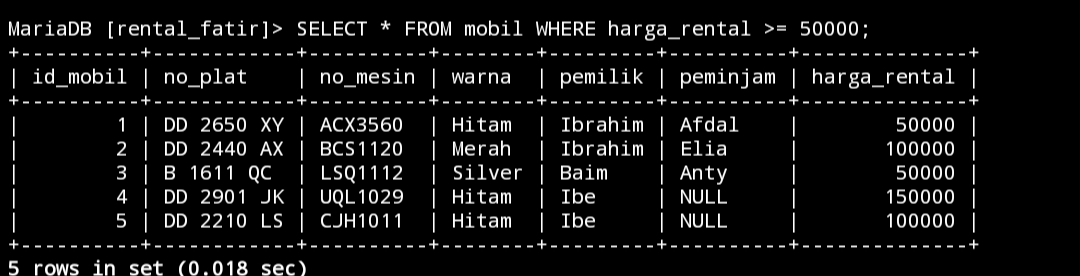 MariaDB [rental_fatir]> SELECT * FROM mobil WHERE harga_rental >= 50000;
+----------+------------+----------+--------+---------+----------+--------------+
| id_mobil | no_plat    | no_mesin | warna  | pemilik | peminjam | harga_rental |
+----------+------------+----------+--------+---------+----------+--------------+
|        1 | DD 2650 XY | ACX3560  | Hitam  | Ibrahim | Afdal    |        50000 |
|        2 | DD 2440 AX | BCS1120  | Merah  | Ibrahim | Elia     |       100000 |
|        3 | B 1611 QC  | LSQ1112  | Silver | Baim    | Anty     |        50000 |
|        4 | DD 2901 JK | UQL1029  | Hitam  | Ibe     | NULL     |       150000 |
|        5 | DD 2210 LS | CJH1011  | Hitam  | Ibe     | NULL     |       100000 |
+----------+------------+----------+--------+---------+----------+--------------+
5 rows in set (0.018 sec)